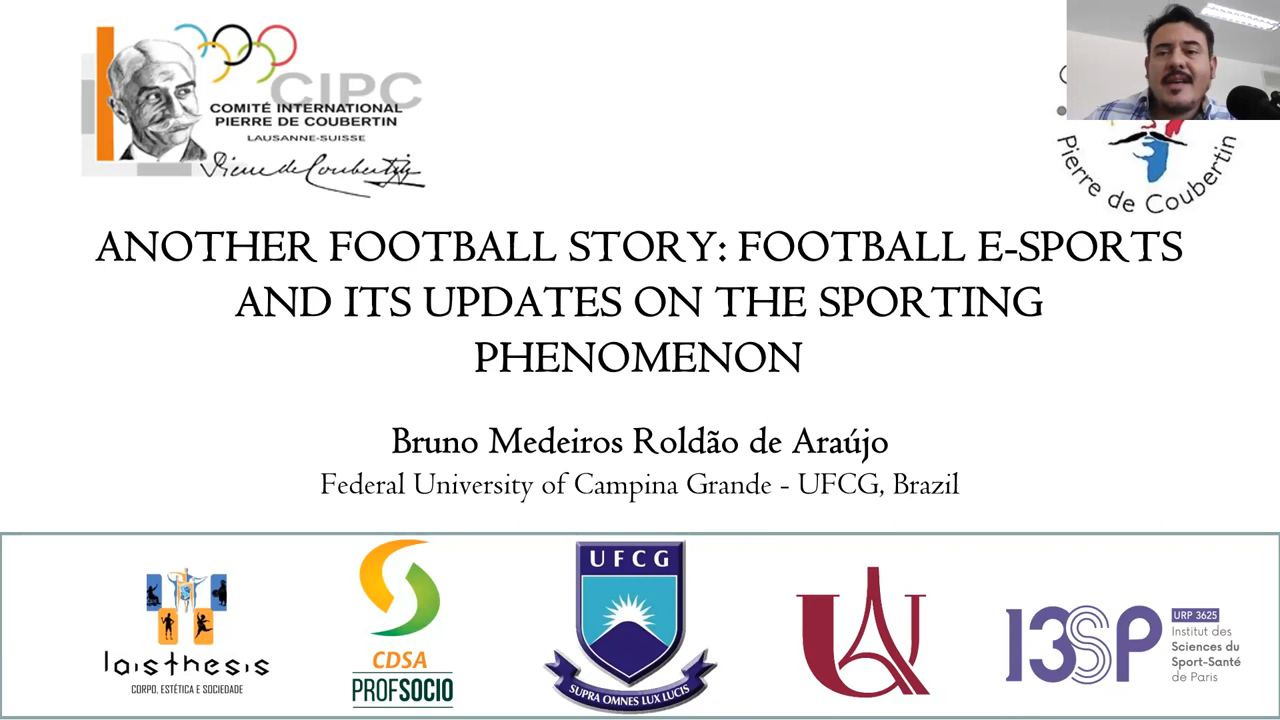 CIPC
COMITÉ INTERNATIONAL
PIERRE DE COUBERTIN
LAUSANNE-SUISSE
Pierre de Coubertin
Pierre de Coubertin
ANOTHER FOOTBALL STORY: FOOTBALL E-SPORTS
AND ITS UPDATES ON THE SPORTING
PHENOMENON
Bruno Medeiros Roldão de Araújo
Federal University of Campina Grande - UFCG, Brazil
laisthesis
CORPO, ESTÉTICA E SOCIEDADE
CDSA
PROFSOCIO
UFCG
SUPRA OMNES LUX LUCIS
I3SP
URP 3625
Institut des
Sciences du
Sport-Santé
de Paris